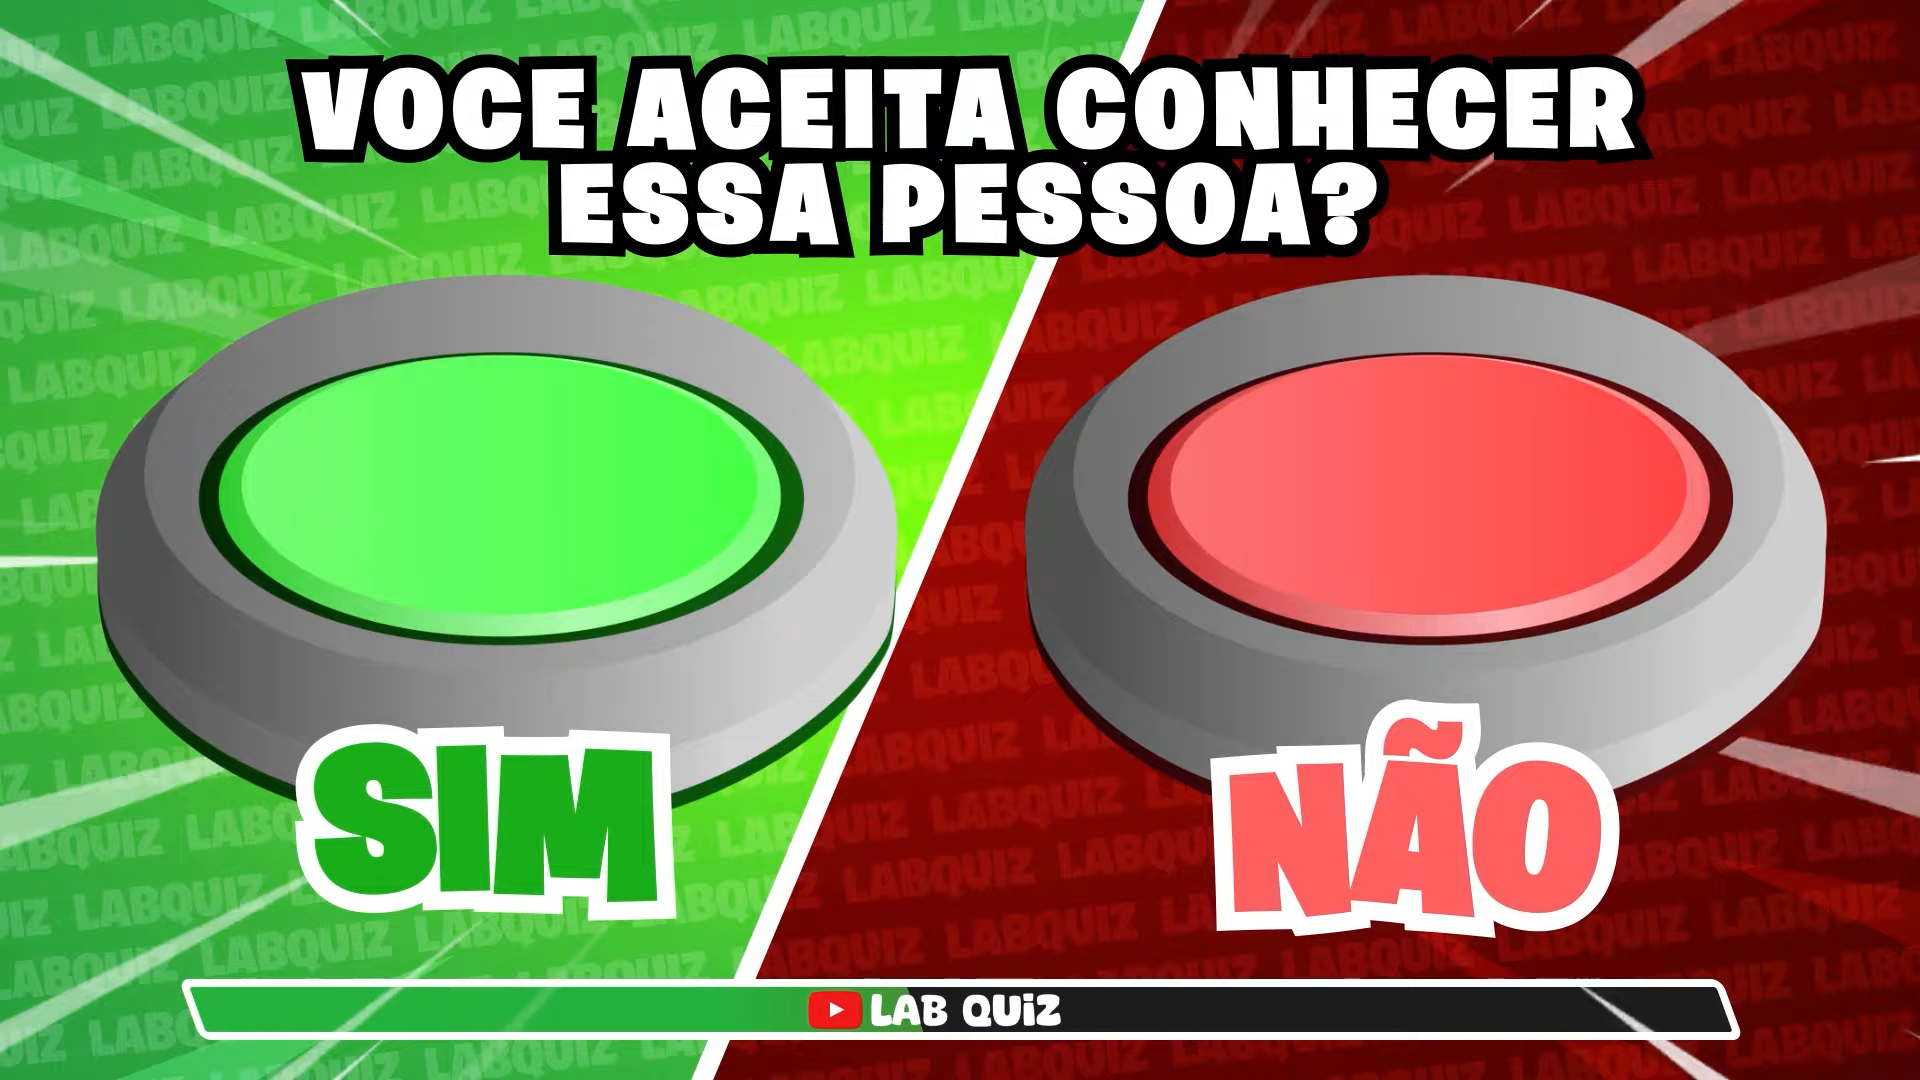 VOCE ACEITA CONHECER
ESSA PESSOA?
SIM
NÃO
LAB QUiZ